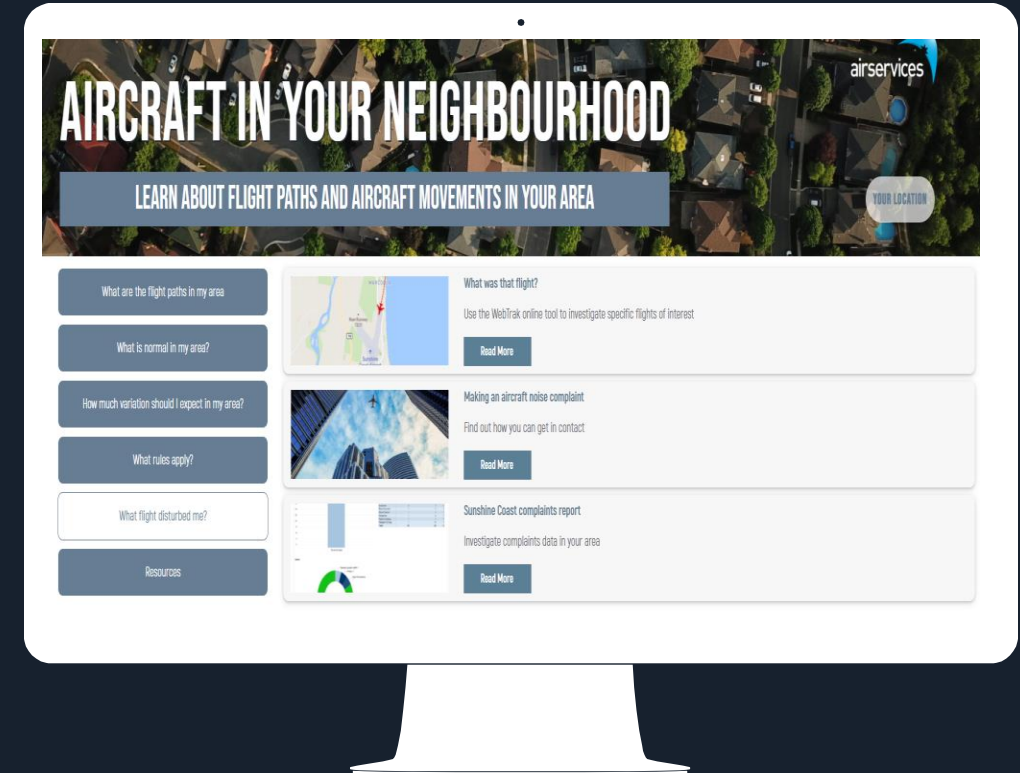 airservices
AIRCRAFT IN YOUR NEIGHBOURHOOD
LEARN ABOUT FLIGHT PATHS AND AIRCRAFT MOVEMENTS IN YOUR AREA
YOUR LOCATION
What are the flight paths in my area
What is normal in my area?
How much variation should I expect in my area?
What rules apply?
What flight disturbed me?
Resources
What was that flight?
Use the WebTrak online tool to investigate specific flights of interest
Read More
Making an aircraft noise complaint
Find out how you can get in contact
Read More
Sunshine Coast complaints report
Investigate complaints data in your area
Read More